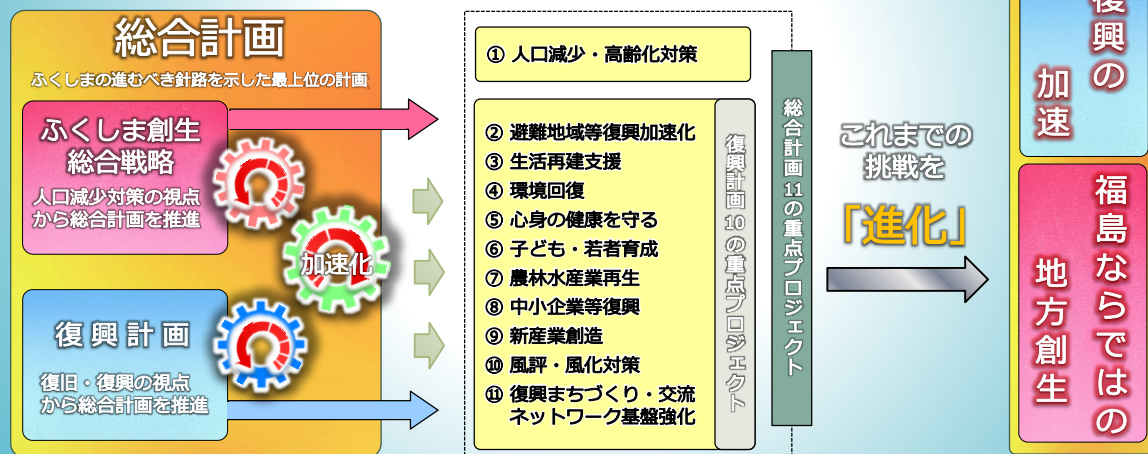 総合計画
ふくしまの進むべき針路を示した最上位の計画
ふくしま創生
総合戦略
人口減少対策の視点
から総合計画を推進
加速化
復興計画
復旧・復興の視点
から総合計画を推進
① 人口減少・高齢化対策
② 避難地域等復興加速化
③ 生活再建支援
④ 環境回復
⑤ 心身の健康を守る
⑥ 子ども・若者育成
⑦ 農林水産業再生
⑧ 中小企業等復興
⑨ 新産業創造
⑩ 風評・風化対策
⑪ 復興まちづくり・交流
ネットワーク基盤強化
復興計画10の重点プロジェクト
総合計画11の重点プロジェクト
これまでの
挑戦を
「進化」
復興の
加速
福島ならではの
地方創生